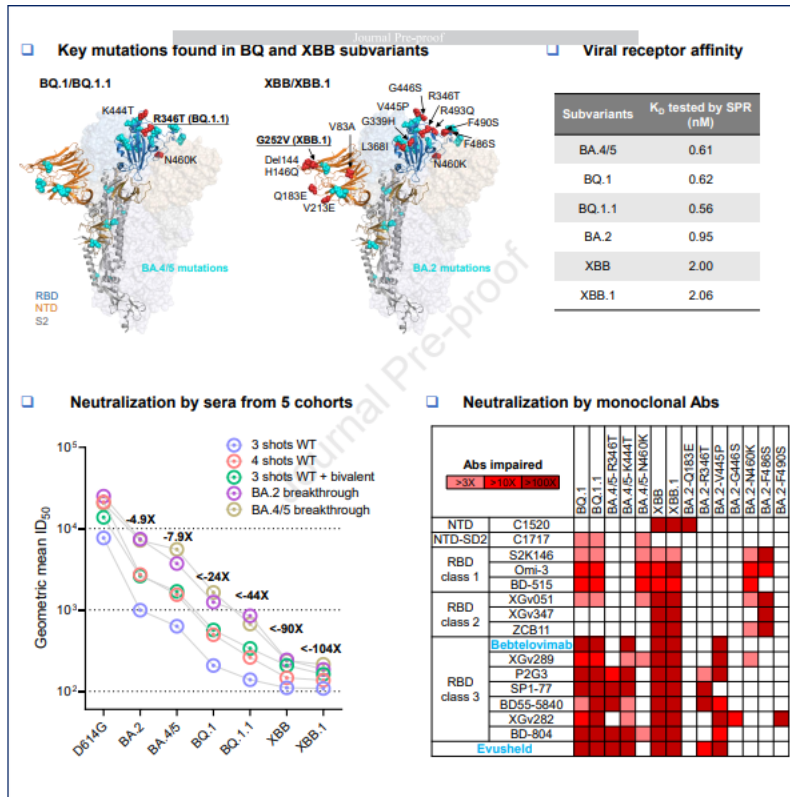 Journal Pre-proof
❑ Key mutations found in BQ and XBB subvariants
BQ.1/BQ.1.1
K444T
R346T (BQ.1.1)
N460K
BA.4/5 mutations
RBD
NTD
S2
XBB/XBB.1
G446S
V445P
R346T
R493Q
G339H
F490S
V83A
G252V (XBB.1)
L368I
F486S
Del144
N460K
H146Q
Q183E
V213E
BA.2 mutations
❑ Viral receptor affinity
Subvariants KD tested by SPR (nM)
BA.4/5 0.61
BQ.1 0.62
BQ.1.1 0.56
BA.2 0.95
XBB 2.00
XBB.1 2.06
Journal Pre-proof
❑ Neutralization by sera from 5 cohorts
Geometric mean ID50
10^5
10^4
10^3
10^2
3 shots WT
4 shots WT
3 shots WT + bivalent
BA.2 breakthrough
BA.4/5 breakthrough
-4.9X
-7.9X
<-24X
<-44X
<-90X
<-104X
D614G
BA.2
BA.4/5
BQ.1
BQ.1.1
XBB
XBB.1
❑ Neutralization by monoclonal Abs
Abs impaired
>3X >10X >100X
BQ.1
BQ.1.1
BA.4/5-R346T
BA.4/5-K444T
BA.4/5-N460K
XBB
XBB.1
BA.2-Q183E
BA.2-R346T
BA.2-V445P
BA.2-G446S
BA.2-N460K
BA.2-F486S
BA.2-F490S
NTD C1520
NTD-SD2 C1717
RBD class 1
S2K146
Omi-3
BD-515
RBD class 2
XGv051
XGv347
ZCB11
RBD class 3
Bebtelovimab
XGv289
P2G3
SP1-77
BD55-5840
XGv282
BD-804
Evusheld